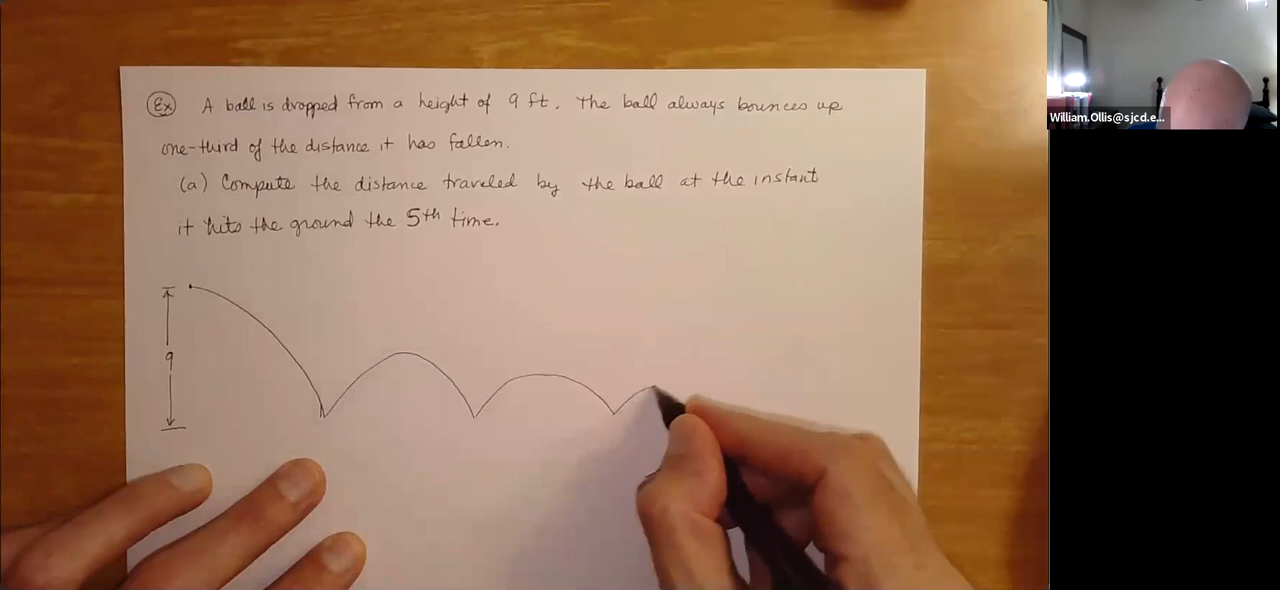 Ex A ball is dropped from a height of 9 ft. The ball always bounces up
one-third of the distance it has fallen.
(a) Compute the distance traveled by the ball at the instant
it hits the ground the 5th time.
9
William.Ollis@sjcd.e...